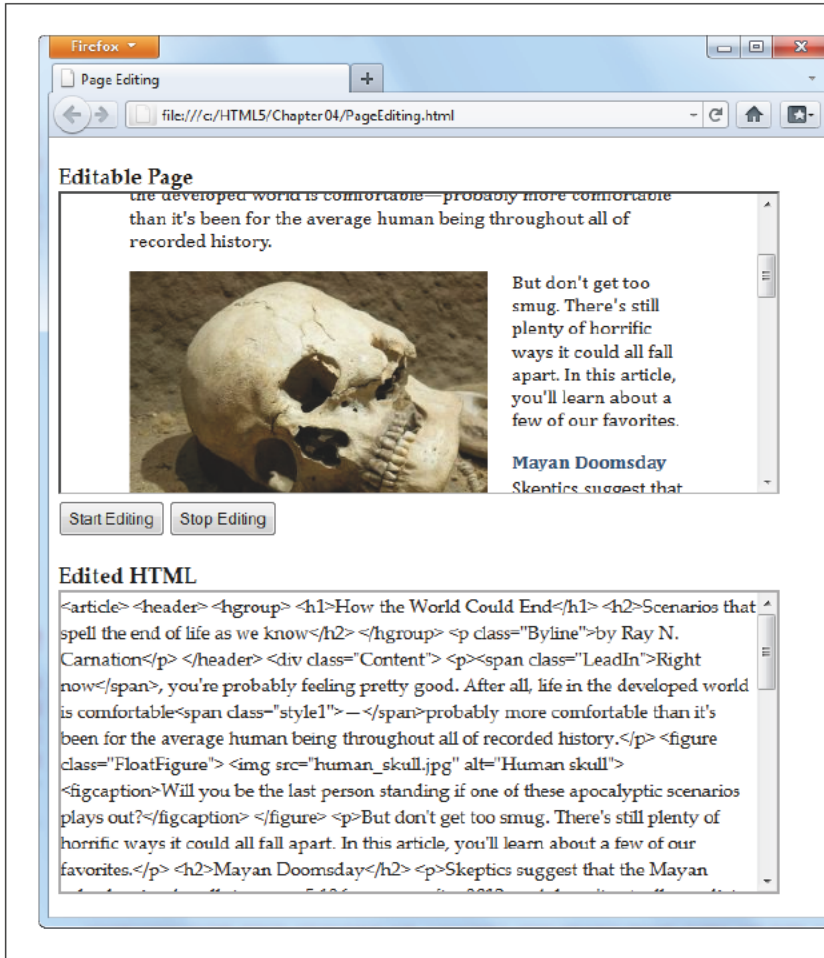 Firefox
Page Editing
file:///c:/HTML5/Chapter04/PageEditing.html
Editable Page
the developed world is comfortable—probably more comfortable
than it's been for the average human being throughout all of
recorded history.
But don't get too
smug. There's still
plenty of horrific
ways it could all fall
apart. In this article,
you'll learn about a
few of our favorites.
Mayan Doomsday
Skeptics suggest that
Start Editing Stop Editing
Edited HTML
<article> <header> <hgroup> <h1>How the World Could End</h1> <h2>Scenarios that
spell the end of life as we know</h2> </hgroup> <p class="Byline">by Ray N.
Carnation</p> </header> <div class="Content"> <p><span class="LeadIn">Right
now</span>, you're probably feeling pretty good. After all, life in the developed world
is comfortable<span class="style1">—</span>probably more comfortable than it's
been for the average human being throughout all of recorded history.</p> <figure
class="FloatFigure"> <img src="human_skull.jpg" alt="Human skull">
<figcaption>Will you be the last person standing if one of these apocalyptic scenarios
plays out?</figcaption> </figure> <p>But don't get too smug. There's still plenty of
horrific ways it could all fall apart. In this article, you'll learn about a few of our
favorites.</p> <h2>Mayan Doomsday</h2> <p>Skeptics suggest that the Mayan